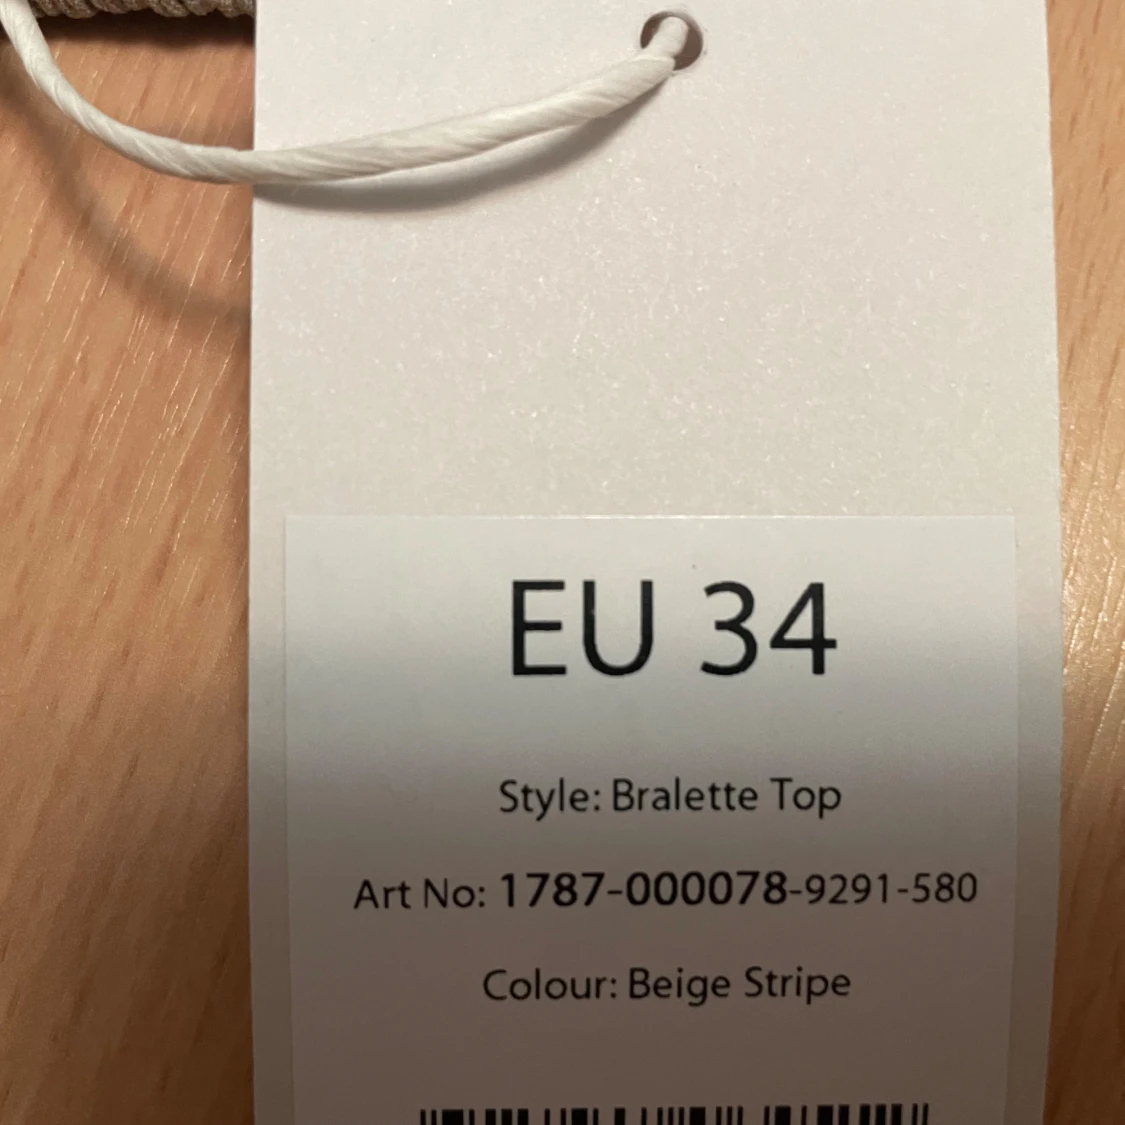 EU 34
Style: Bralette Top
Art No: 1787-000078-9291-580
Colour: Beige Stripe